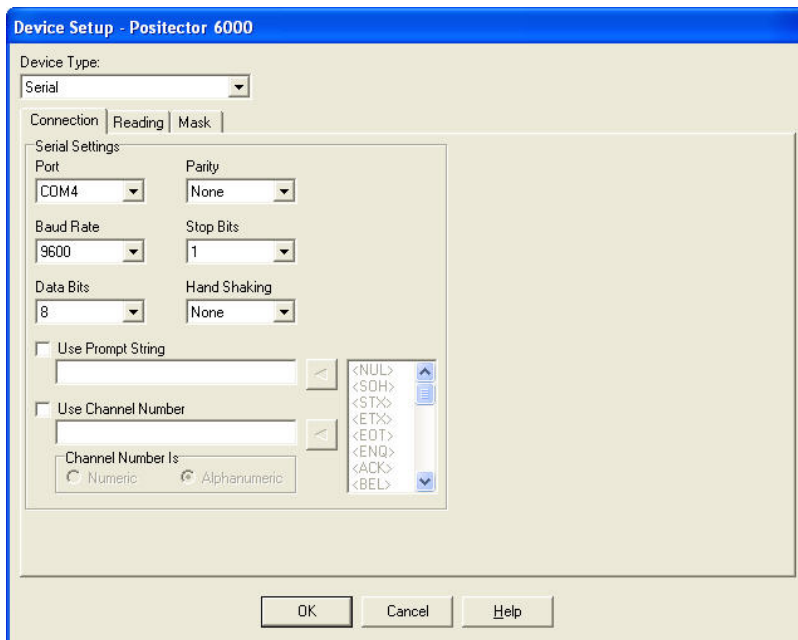 Device Setup - Positector 6000
Device Type:
Serial
Connection Reading Mask
Serial Settings
Port Parity
COM4 None
Baud Rate Stop Bits
9600 1
Data Bits Hand Shaking
8 None
Use Prompt String
<
<NUL>
<SOH>
<STX>
<ETX>
<EOT>
<ENQ>
<ACK>
<BEL>
Use Channel Number
<
Channel Number Is
Numeric Alphanumeric
OK Cancel Help